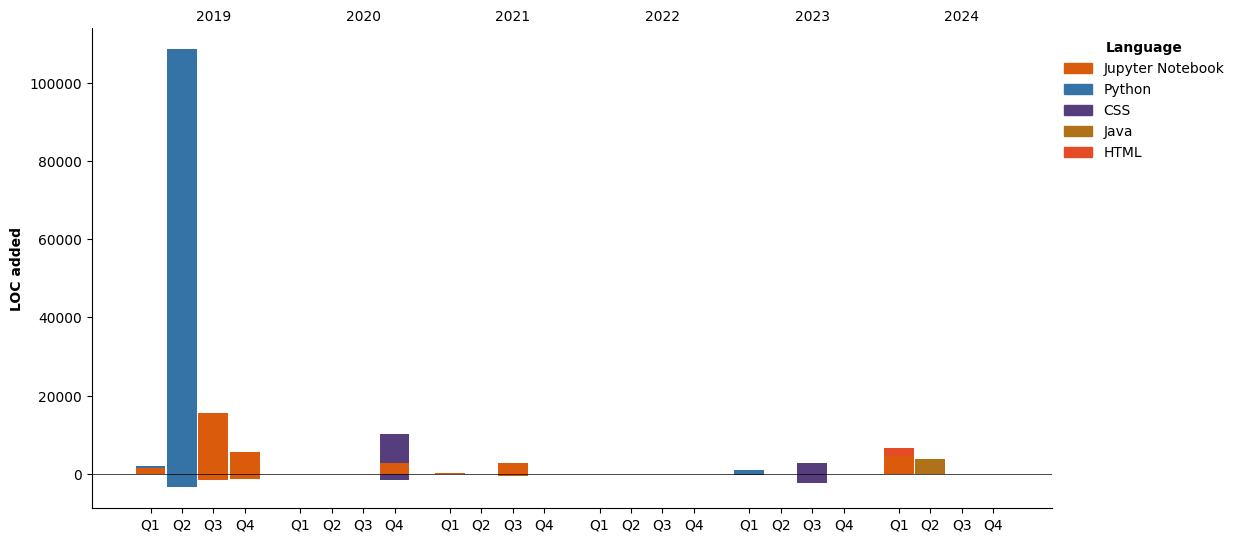 2019 2020 2021 2022 2023 2024
Language
Jupyter Notebook
Python
CSS
Java
HTML
LOC added
100000
80000
60000
40000
20000
0
Q1 Q2 Q3 Q4 Q1 Q2 Q3 Q4 Q1 Q2 Q3 Q4 Q1 Q2 Q3 Q4 Q1 Q2 Q3 Q4 Q1 Q2 Q3 Q4